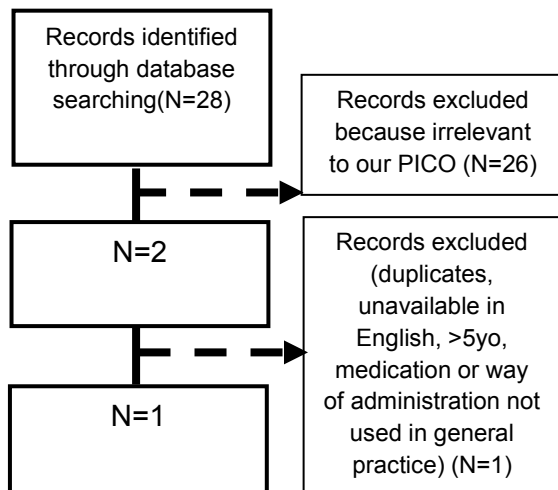 Records identified
through database
searching(N=28)
Records excluded
because irrelevant
to our PICO (N=26)
N=2
Records excluded
(duplicates,
unavailable in
English, >5yo,
medication or way
of administration not
used in general
practice) (N=1)
N=1